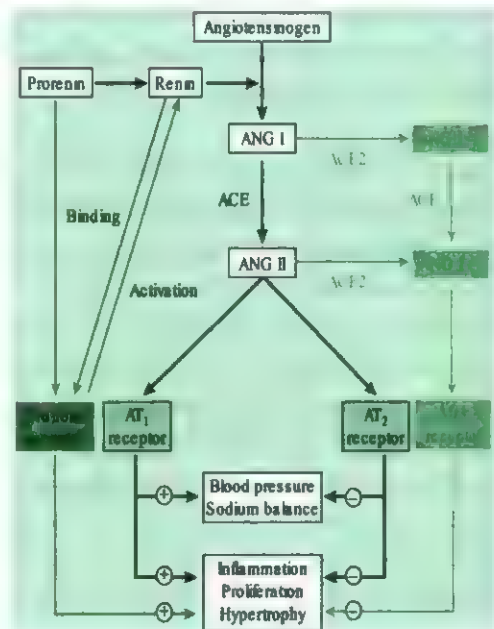 Angiotensinogen
Prorenin
Renin
ANG I
ACE
Binding
ACE
ANG II
Activation
AT1
receptor
AT2
receptor
+
Blood pressure
Sodium balance
−
+
Inflammation
−
Proliferation
+
Hypertrophy
−